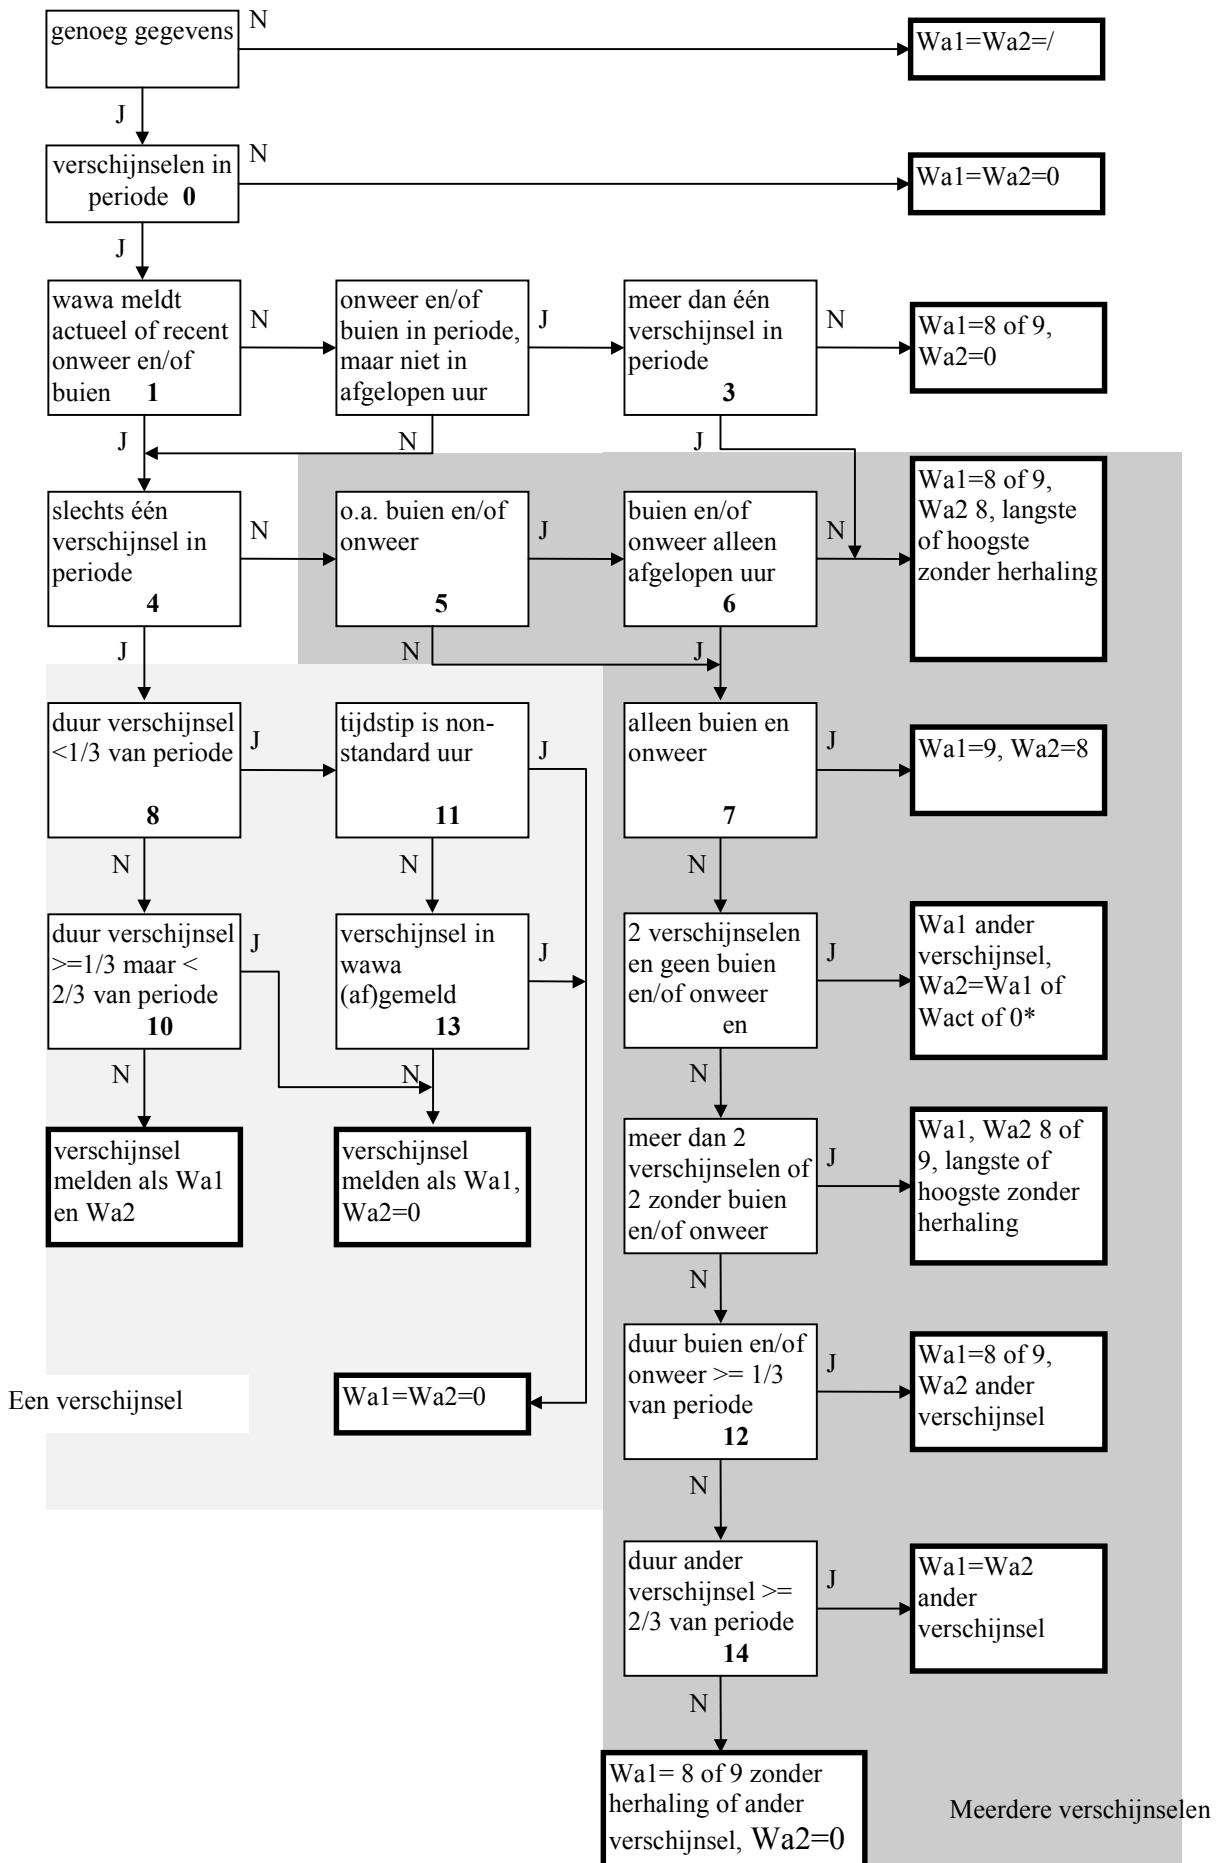 genoeg gegevens
N
Wa1=Wa2=/
J
verschijnselen in
periode 0
N
Wa1=Wa2=0
J
wawa meldt
actueel of recent
onweer en/of
buien 1
N
onweer en/of
buien in periode,
maar niet in
afgelopen uur
J
meer dan één
verschijnsel in
periode
3
N
Wa1=8 of 9,
Wa2=0
J
N
J
slechts één
verschijnsel in
periode
4
N
o.a. buien en/of
onweer
5
J
buien en/of
onweer alleen
afgelopen uur
6
N
Wa1=8 of 9,
Wa2 8, langste
of hoogste
zonder herhaling
J
N
J
duur verschijnsel
<1/3 van periode
8
J
tijdstip is non-
standard uur
11
J
alleen buien en
onweer
7
J
Wa1=9, Wa2=8
N
N
N
duur verschijnsel
>=1/3 maar <
2/3 van periode
10
J
verschijnsel in
wawa
(af)gemeld
13
J
2 verschijnselen
en geen buien
en/of onweer
en
J
Wa1 ander
verschijnsel,
Wa2=Wa1 of
Wact of 0*
N
N
N
verschijnsel
melden als Wa1
en Wa2
verschijnsel
melden als Wa1,
Wa2=0
meer dan 2
verschijnselen of
2 zonder buien
en/of onweer
J
Wa1, Wa2 8 of
9, langste of
hoogste zonder
herhaling
N
Een verschijnsel
Wa1=Wa2=0
duur buien en/of
onweer >= 1/3
van periode
12
J
Wa1=8 of 9,
Wa2 ander
verschijnsel
N
duur ander
verschijnsel >=
2/3 van periode
14
J
Wa1=Wa2
ander
verschijnsel
N
Wa1= 8 of 9 zonder
herhaling of ander
verschijnsel, Wa2=0
Meerdere verschijnselen